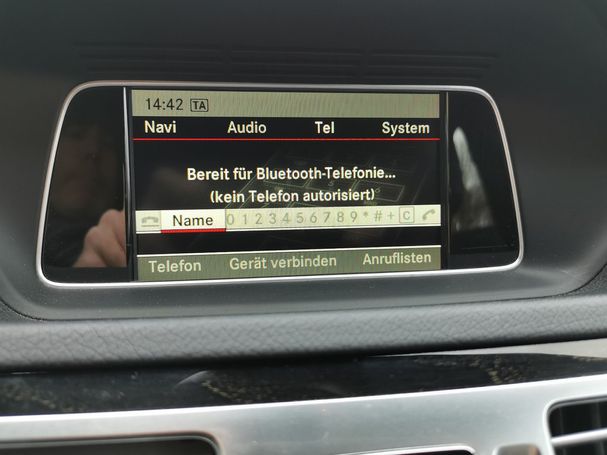 14:42 TA
Navi Audio Tel System
Bereit für Bluetooth-Telefonie...
(kein Telefon autorisiert)
Name 0 1 2 3 4 5 6 7 8 9 * # + C
Telefon Gerät verbinden Anruflisten